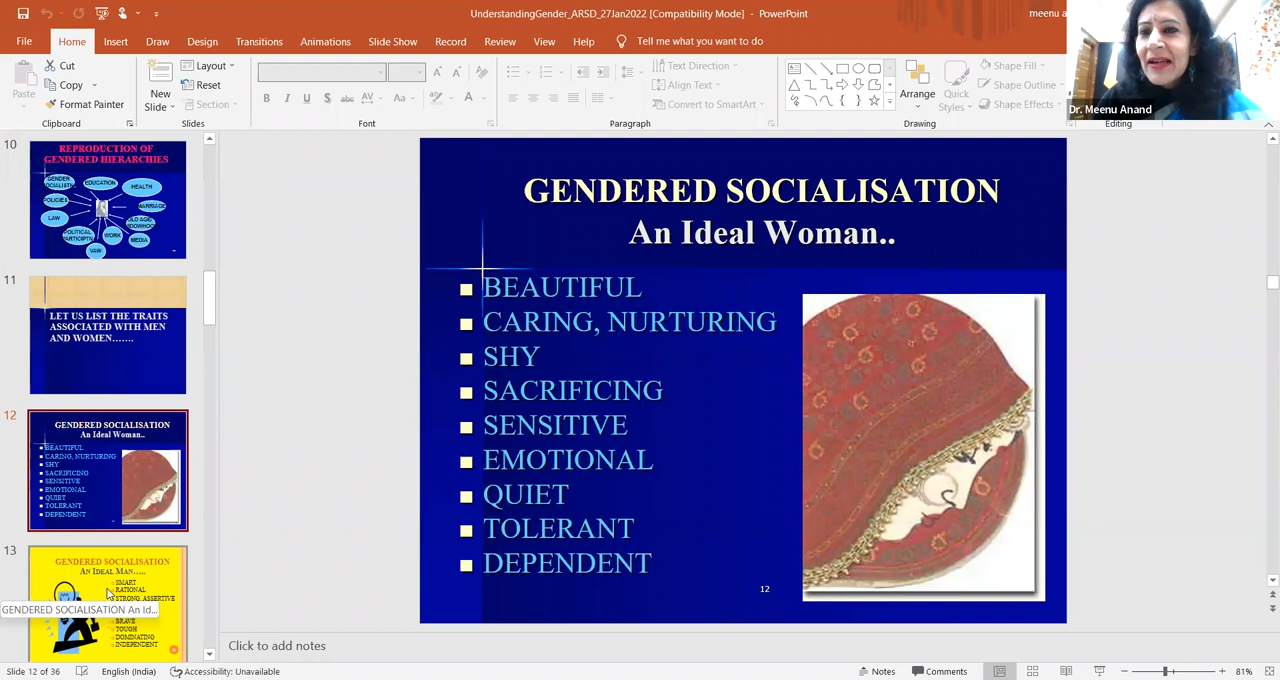 UnderstandingGender_ARSD_27Jan2022 [Compatibility Mode] - PowerPoint
meenu a
File Home Insert Draw Design Transitions Animations Slide Show Record Review View Help Tell me what you want to do
Paste
Cut
Copy
Format Painter
Clipboard
New
Slide
Layout
Reset
Section
Slides
B I U S abc AV Aa A
Text Direction
Align Text
Convert to SmartArt
Paragraph
Arrange
Quick
Styles
Shape Fill
Shape Outline
Shape Effects
Drawing
Editing
Dr. Meenu Anand
10
REPRODUCTION OF
GENDERED HIERARCHIES
GENDER
EDUCATION
HEALTH
POLICIES
MARRIAGE
LAW
POLITICAL
WORK
MEDIA
VAW
11
LET US LIST THE TRAITS
ASSOCIATED WITH MEN
AND WOMEN…….
12
GENDERED SOCIALISATION
An Ideal Woman..
BEAUTIFUL
CARING, NURTURING
SHY
SACRIFICING
SENSITIVE
EMOTIONAL
QUIET
TOLERANT
DEPENDENT
13
GENDERED SOCIALISATION
AN IDEAL MAN…..
SMART
RATIONAL
STRONG, ASSERTIVE
GENDERED SOCIALISATION An Id...
BRAVE
TOUGH
DOMINATING
INDEPENDENT
GENDERED SOCIALISATION
An Ideal Woman..
BEAUTIFUL
CARING, NURTURING
SHY
SACRIFICING
SENSITIVE
EMOTIONAL
QUIET
TOLERANT
DEPENDENT
12
Click to add notes
Slide 12 of 36 English (India) Accessibility: Unavailable Notes Comments 81%